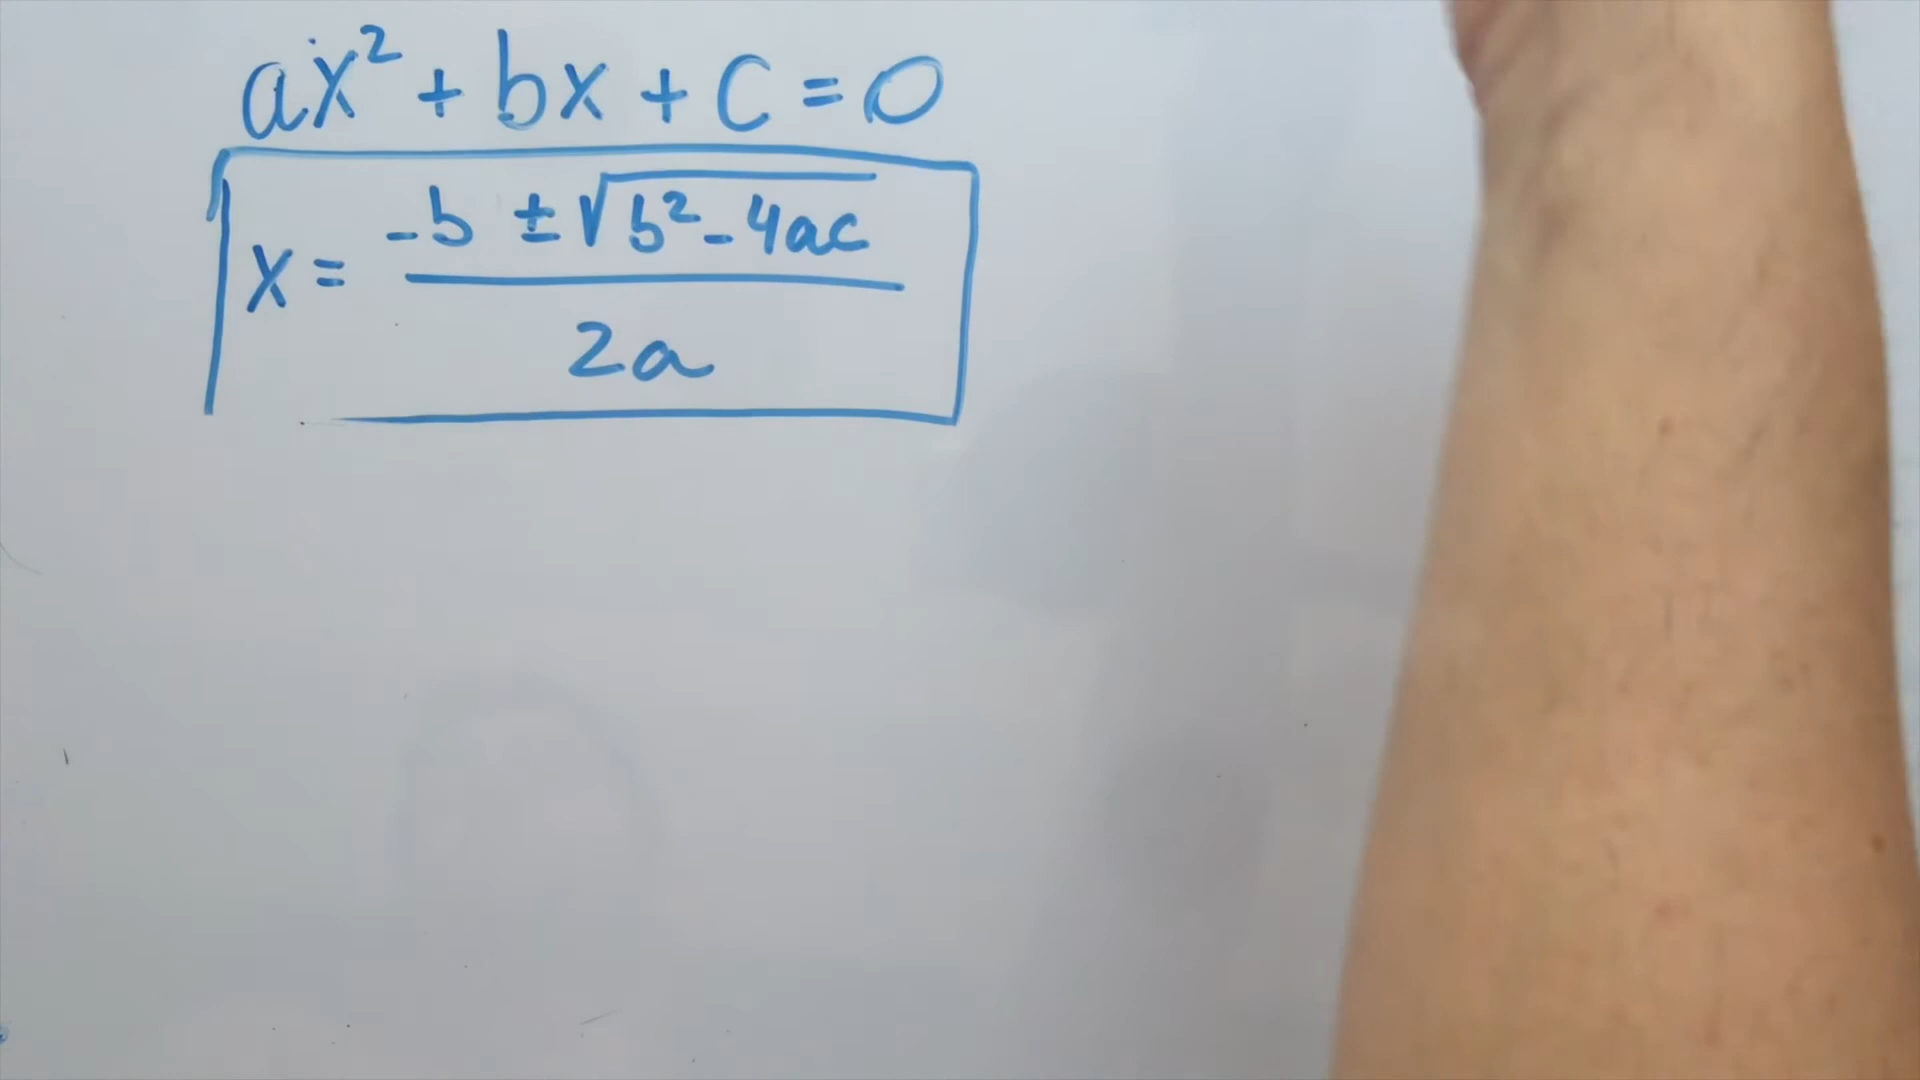 ax² + bx + c = 0
x = (-b ± √(b² - 4ac)) / 2a